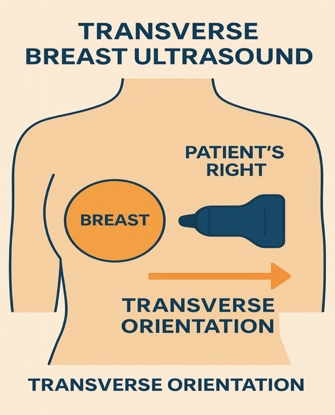 TRANSVERSE
BREAST ULTRASOUND
PATIENT'S
RIGHT
BREAST
TRANSVERSE
ORIENTATION
TRANSVERSE ORIENTATION